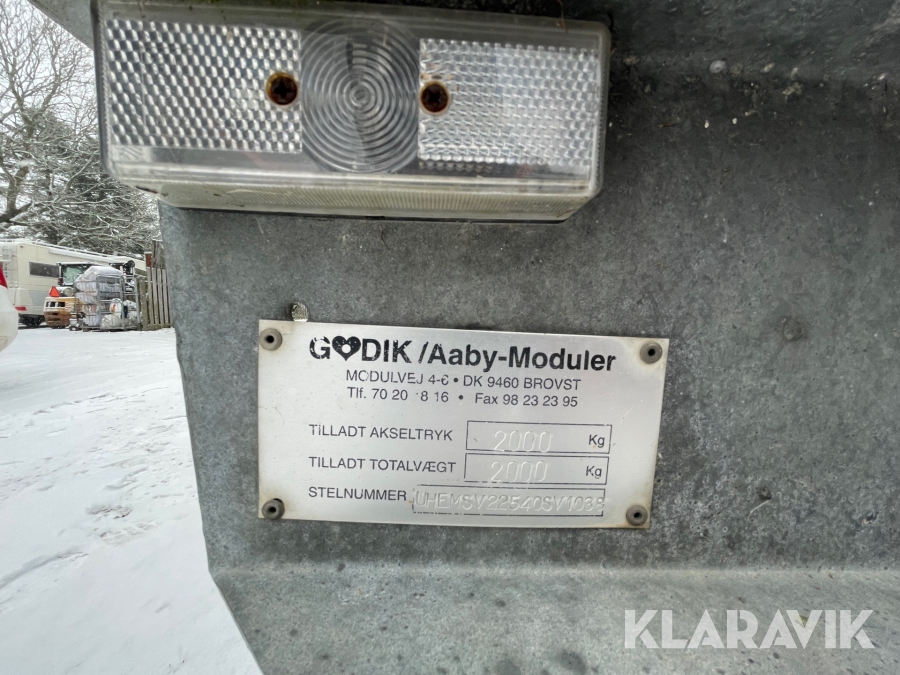 G♥DIK /Aaby-Moduler
MODULVEJ 4-6 • DK 9460 BROVST
Tlf. 70 20 18 16 • Fax 98 23 23 95
TILLADT AKSELTRYK 2000 Kg
TILLADT TOTALVÆGT 2000 Kg
STELNUMMER
KLARAVIK